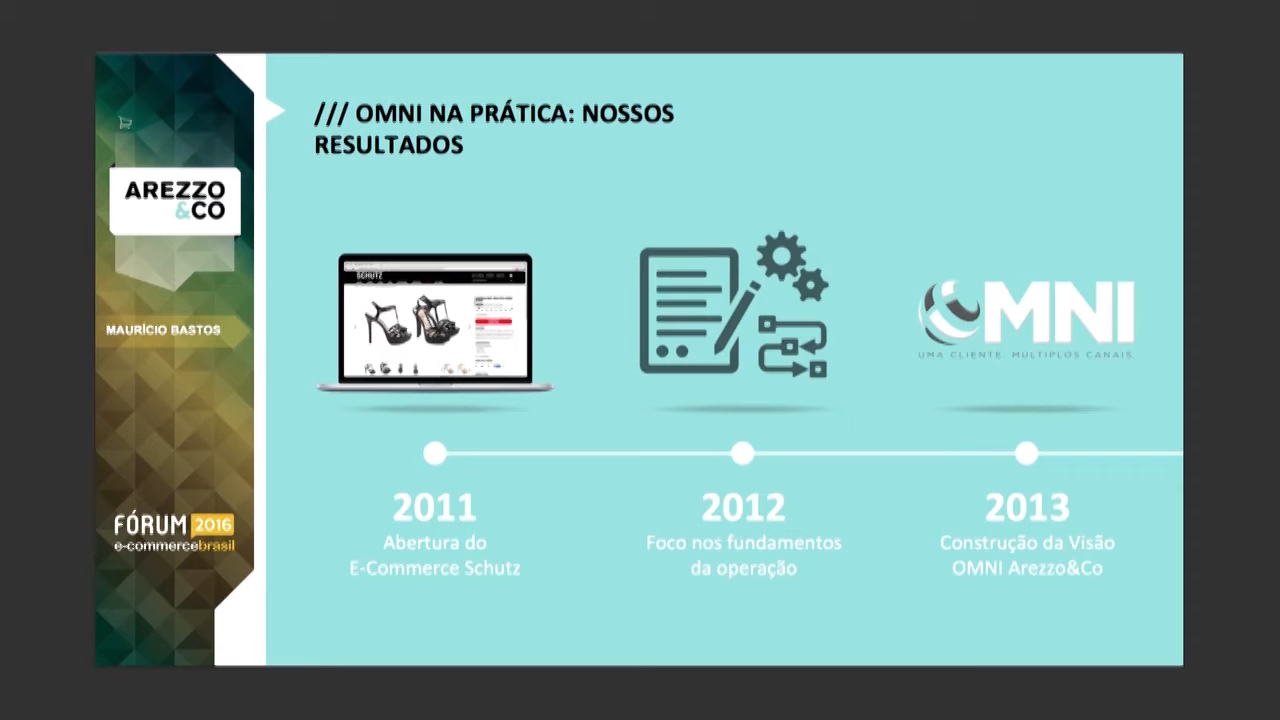 /// OMNI NA PRÁTICA: NOSSOS
RESULTADOS
AREZZO
&CO
MAURÍCIO BASTOS
FÓRUM 2016
e-commercebrasil
SCHUTZ
OMNI
UMA CLIENTE. MULTIPLOS CANAIS.
2011
Abertura do
E-Commerce Schutz
2012
Foco nos fundamentos
da operação
2013
Construção da Visão
OMNI Arezzo&Co